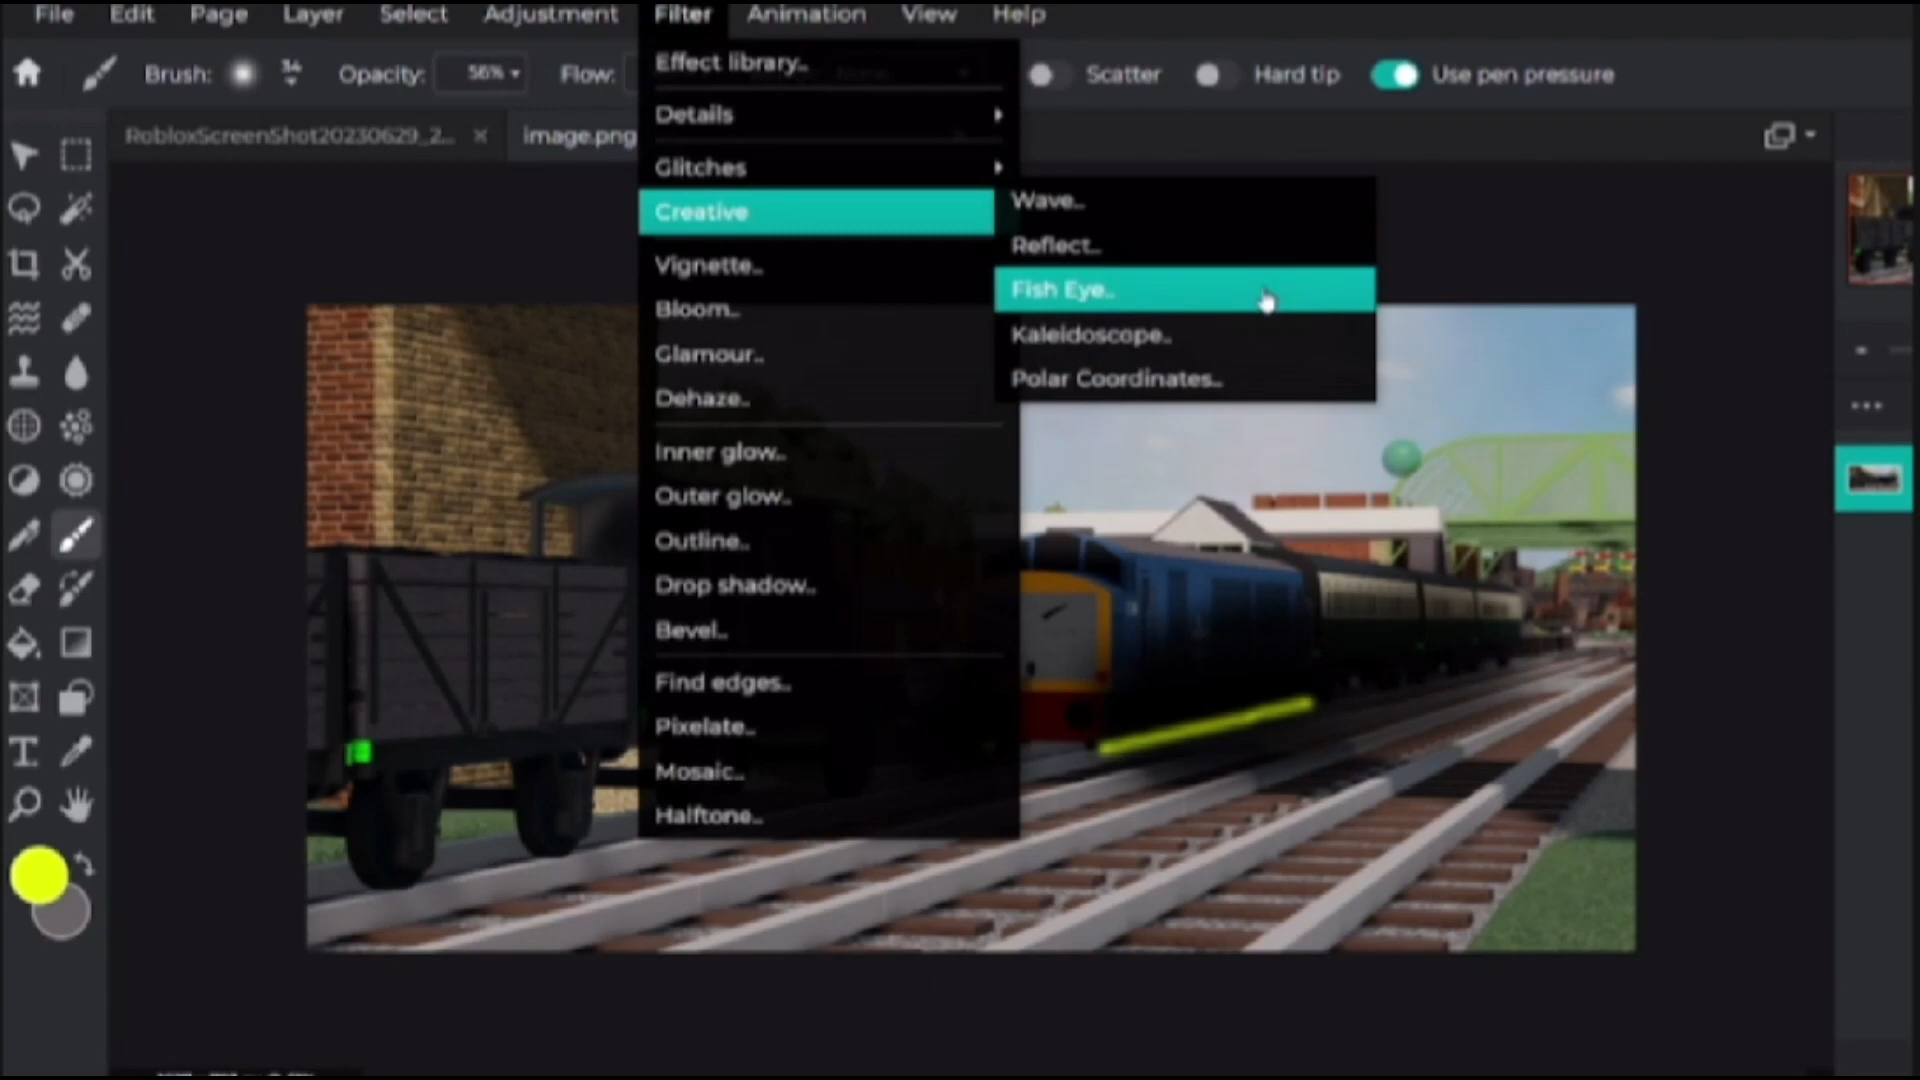 File Edit Page Layer Select Adjustment Filter Animation View Help
Brush: 34 Opacity: 56% Flow: Scatter Hard tip Use pen pressure
RobloxScreenShot20230629_2... × image.png
Effect library..
Details
Glitches
Creative
Vignette..
Bloom..
Glamour..
Dehaze..
Inner glow..
Outer glow..
Outline..
Drop shadow..
Bevel..
Find edges..
Pixelate..
Mosaic..
Halftone..
Wave..
Reflect..
Fish Eye..
Kaleidoscope..
Polar Coordinates..